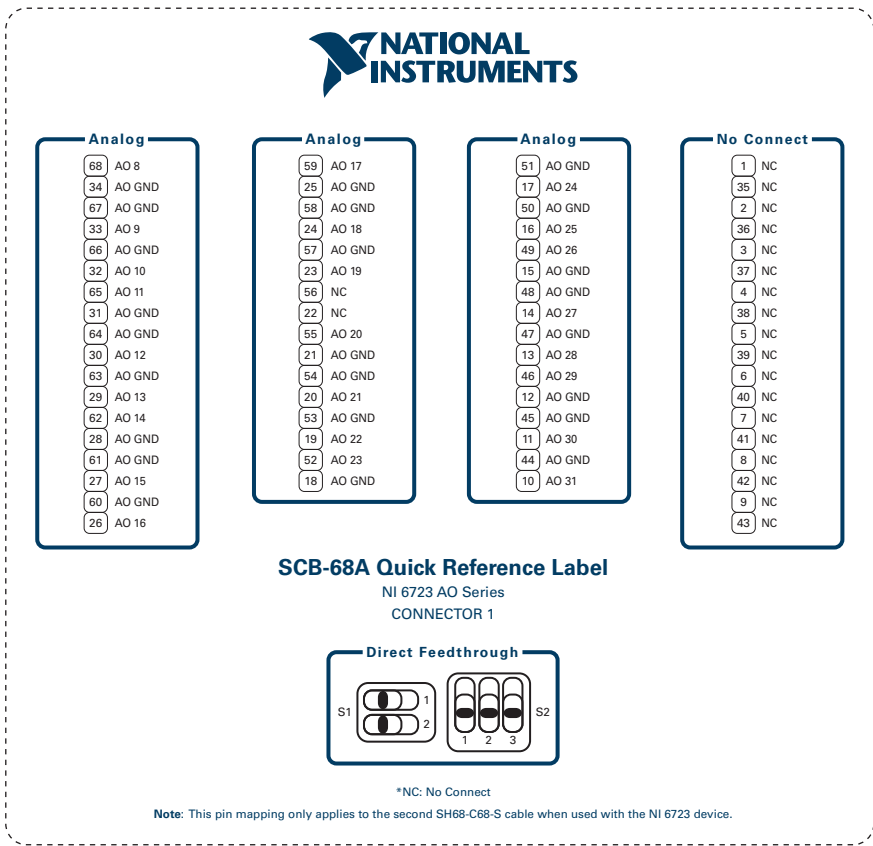 NATIONAL
INSTRUMENTS
Analog
68 AO 8
34 AO GND
67 AO GND
33 AO 9
66 AO GND
32 AO 10
65 AO 11
31 AO GND
64 AO GND
30 AO 12
63 AO GND
29 AO 13
62 AO 14
28 AO GND
61 AO GND
27 AO 15
60 AO GND
26 AO 16
Analog
59 AO 17
25 AO GND
58 AO GND
24 AO 18
57 AO GND
23 AO 19
56 NC
22 NC
55 AO 20
21 AO GND
54 AO GND
20 AO 21
53 AO GND
19 AO 22
52 AO 23
18 AO GND
Analog
51 AO GND
17 AO 24
50 AO GND
16 AO 25
49 AO 26
15 AO GND
48 AO GND
14 AO 27
47 AO GND
13 AO 28
46 AO 29
12 AO GND
45 AO GND
11 AO 30
44 AO GND
10 AO 31
No Connect
1 NC
35 NC
2 NC
36 NC
3 NC
37 NC
4 NC
38 NC
5 NC
39 NC
6 NC
40 NC
7 NC
41 NC
8 NC
42 NC
9 NC
43 NC
SCB-68A Quick Reference Label
NI 6723 AO Series
CONNECTOR 1
Direct Feedthrough
S1
1
2
S2
1 2 3
*NC: No Connect
Note: This pin mapping only applies to the second SH68-C68-S cable when used with the NI 6723 device.